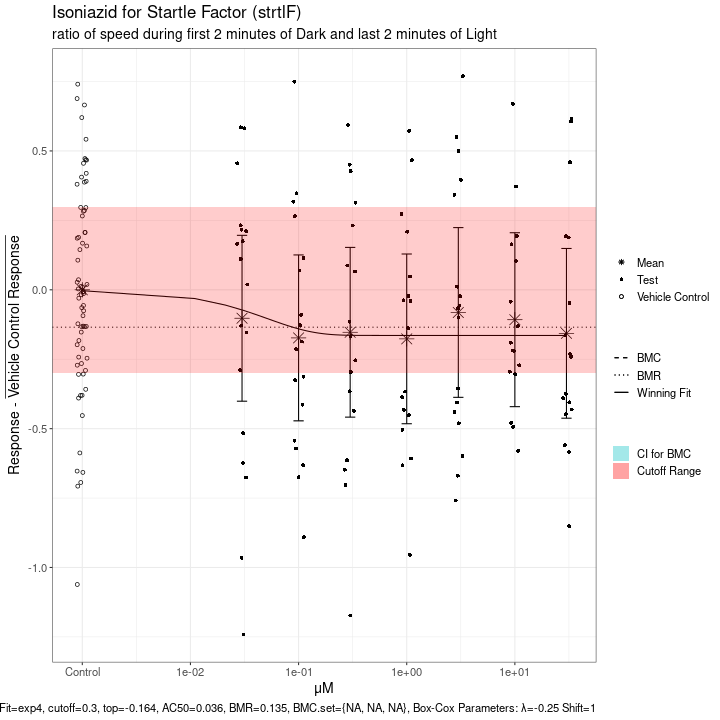 Isoniazid for Startle Factor (strtlF)
ratio of speed during first 2 minutes of Dark and last 2 minutes of Light
Response - Vehicle Control Response
0.5
0.0
-0.5
-1.0
Control
1e-02
1e-01
1e+00
1e+01
μM
Mean
Test
Vehicle Control
BMC
BMR
Winning Fit
CI for BMC
Cutoff Range
Fit=exp4, cutoff=0.3, top=-0.164, AC50=0.036, BMR=0.135, BMC.set={NA, NA, NA}, Box-Cox Parameters: λ=-0.25 Shift=1